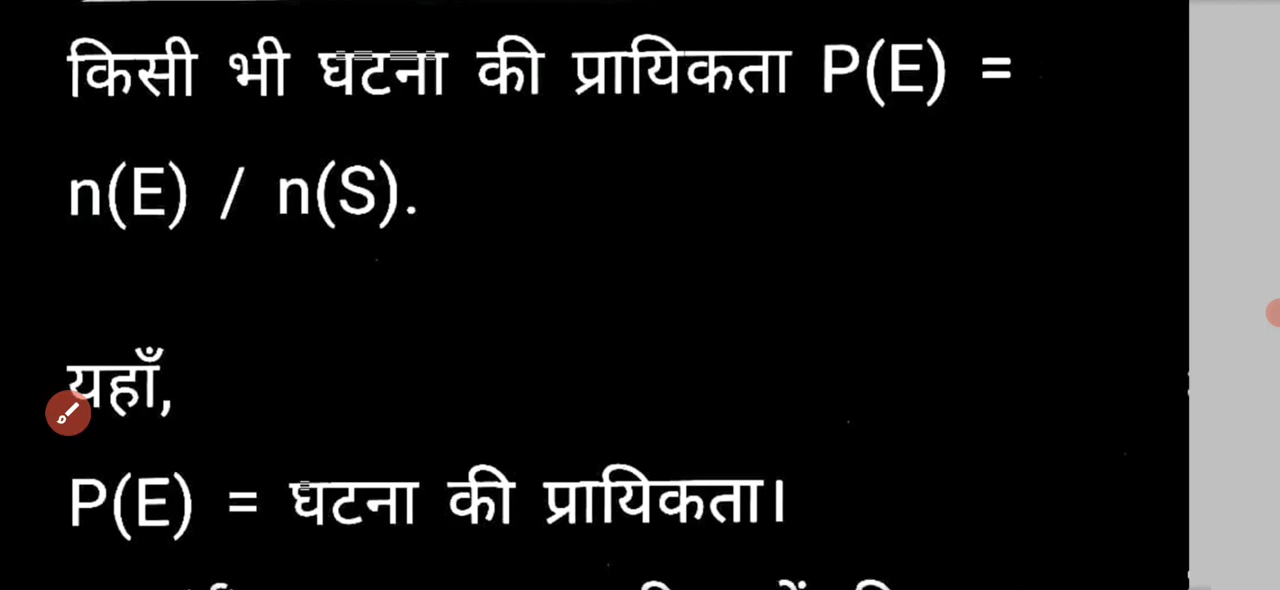 किसी भी घटना की प्रायिकता P(E) =
n(E) / n(S).
यहाँ,
P(E) = घटना की प्रायिकता।